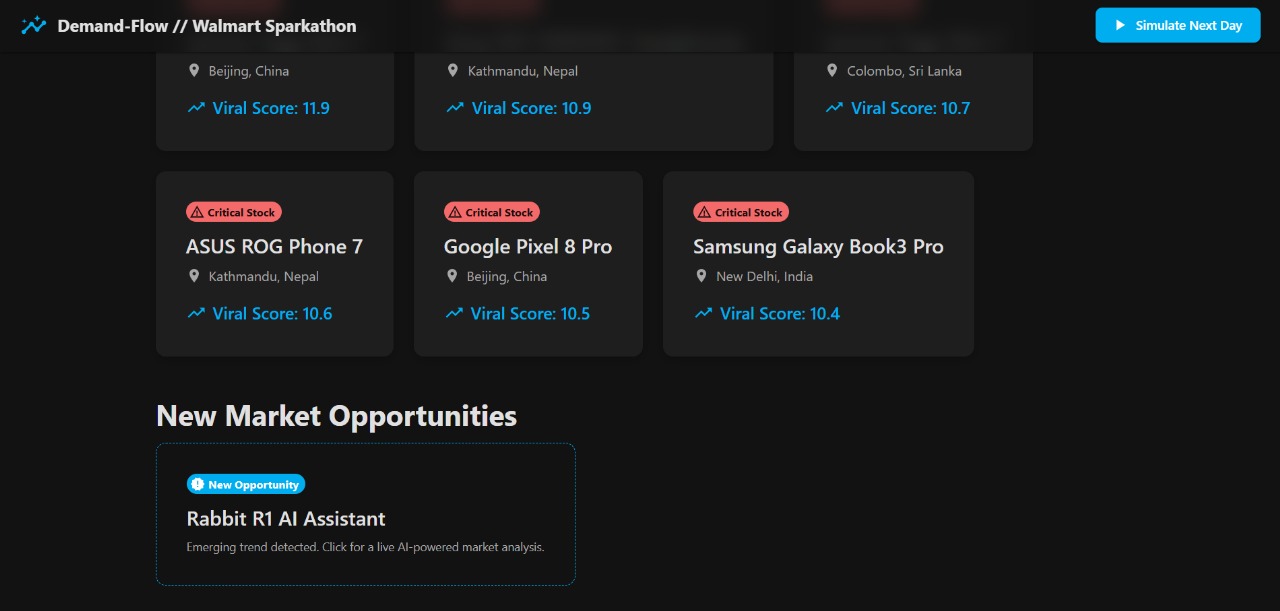 Demand-Flow // Walmart Sparkathon
Simulate Next Day
Beijing, China
Kathmandu, Nepal
Colombo, Sri Lanka
Viral Score: 11.9
Viral Score: 10.9
Viral Score: 10.7
Critical Stock
ASUS ROG Phone 7
Kathmandu, Nepal
Viral Score: 10.6
Critical Stock
Google Pixel 8 Pro
Beijing, China
Viral Score: 10.5
Critical Stock
Samsung Galaxy Book3 Pro
New Delhi, India
Viral Score: 10.4
New Market Opportunities
New Opportunity
Rabbit R1 AI Assistant
Emerging trend detected. Click for a live AI-powered market analysis.